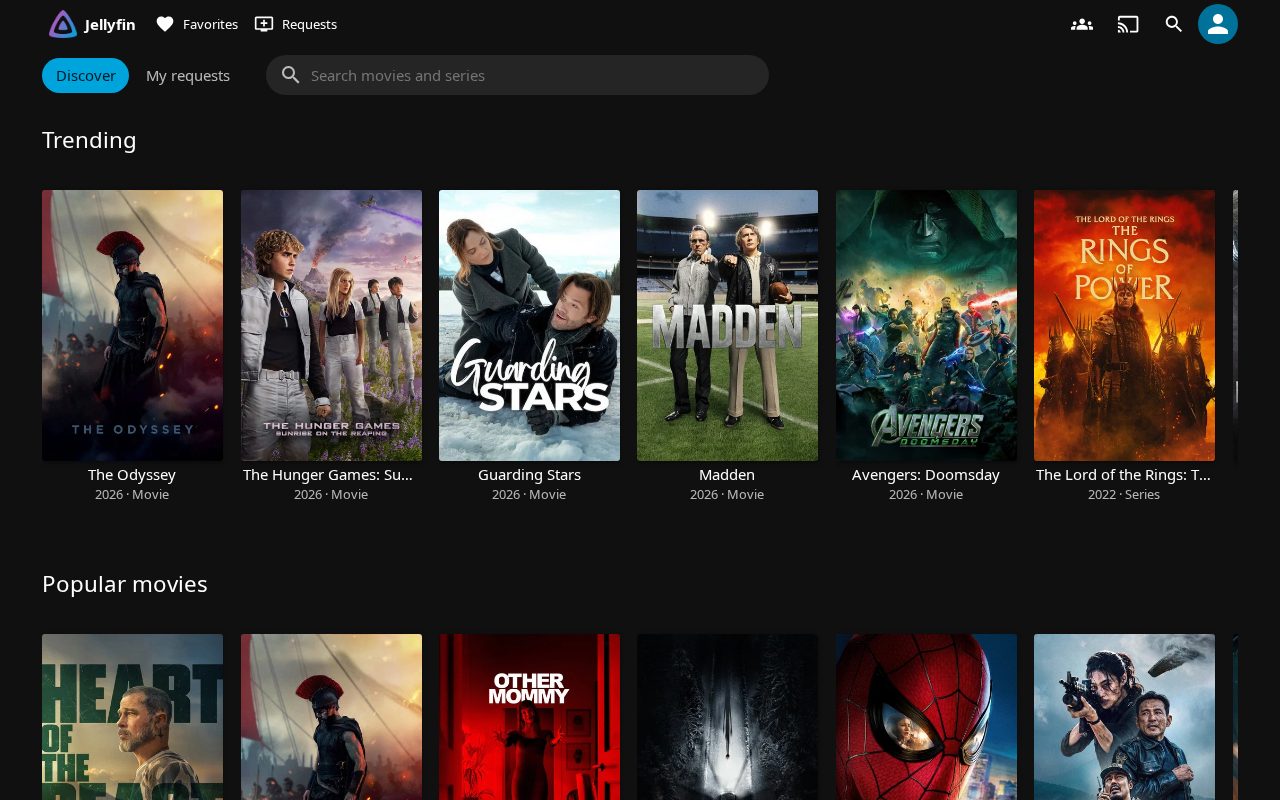 Jellyfin
Favorites
Requests
Discover
My requests
Search movies and series
Trending
THE ODYSSEY
THE HUNGER GAMES
SUNRISE ON THE REAPING
Guarding
STARS
MADDEN
AVENGERS
DOOMSDAY
THE LORD OF THE RINGS
THE
RINGS
OF
POWER
The Odyssey
2026 · Movie
The Hunger Games: Su...
2026 · Movie
Guarding Stars
2026 · Movie
Madden
2026 · Movie
Avengers: Doomsday
2026 · Movie
The Lord of the Rings: T...
2022 · Series
Popular movies
HEART
OF
THE
BEAST
OTHER
MOMMY